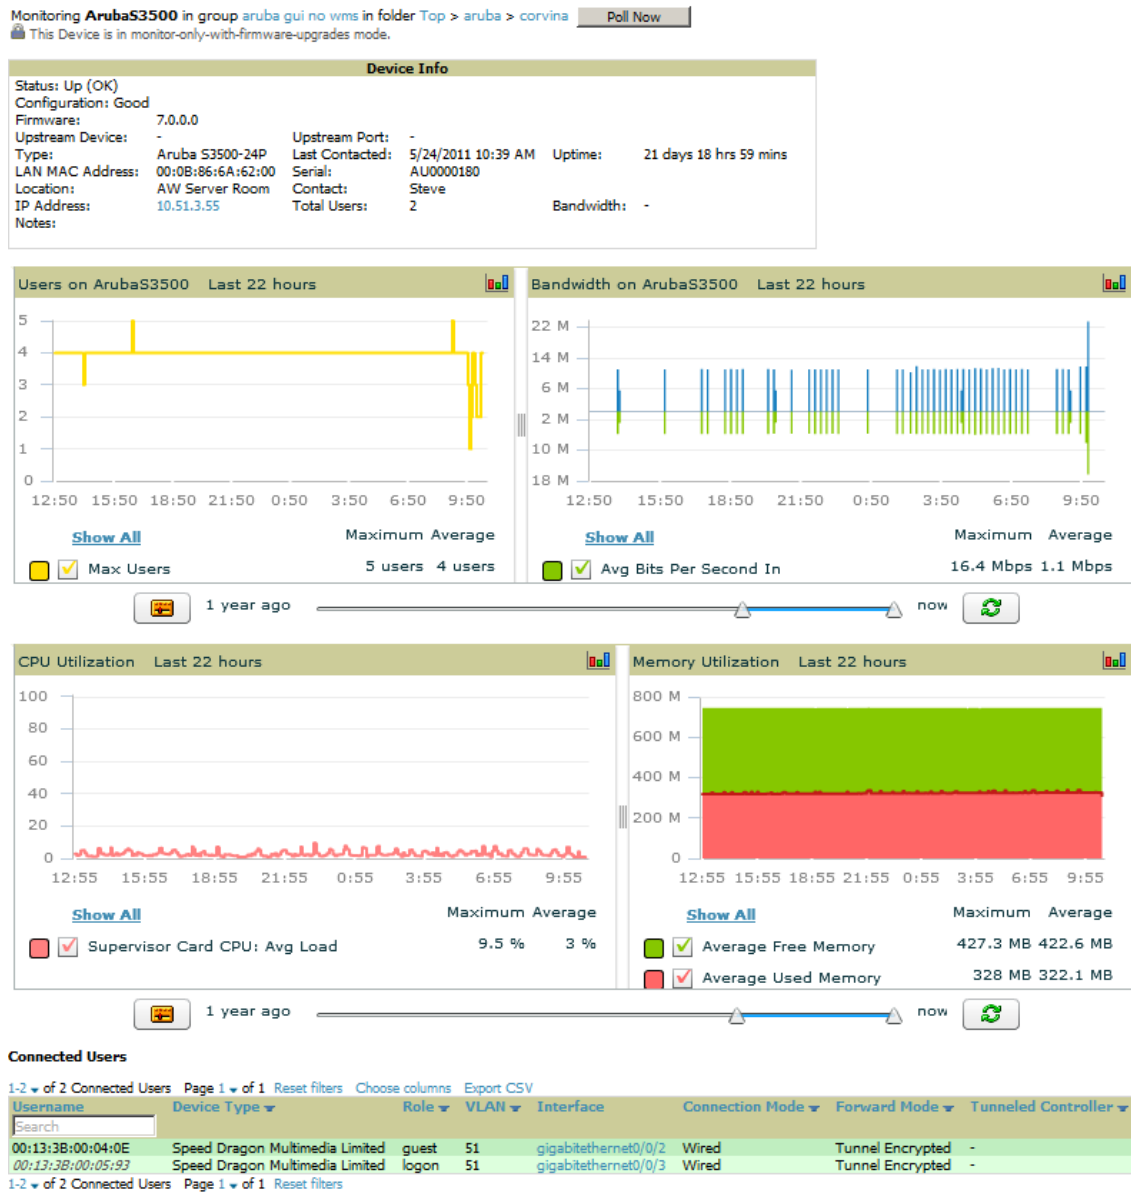 Monitoring ArubaS3500 in group aruba gui no wms in folder Top > aruba > corvina Poll Now
This Device is in monitor-only-with-firmware-upgrades mode.
Device Info
Status: Up (OK)
Configuration: Good
Firmware: 7.0.0.0
Upstream Device: - Upstream Port: -
Type: Aruba S3500-24P Last Contacted: 5/24/2011 10:39 AM Uptime: 21 days 18 hrs 59 mins
LAN MAC Address: 00:0B:86:6A:62:00 Serial: AU0000180
Location: AW Server Room Contact: Steve
IP Address: 10.51.3.55 Total Users: 2 Bandwidth: -
Notes:
Users on ArubaS3500 Last 22 hours
5
4
3
2
1
0
12:50 15:50 18:50 21:50 0:50 3:50 6:50 9:50
Show All Maximum Average
Max Users 5 users 4 users
Bandwidth on ArubaS3500 Last 22 hours
22 M
14 M
6 M
2 M
10 M
18 M
12:50 15:50 18:50 21:50 0:50 3:50 6:50 9:50
Show All Maximum Average
Avg Bits Per Second In 16.4 Mbps 1.1 Mbps
1 year ago now
CPU Utilization Last 22 hours
100
80
60
40
20
0
12:55 15:55 18:55 21:55 0:55 3:55 6:55 9:55
Show All Maximum Average
Supervisor Card CPU: Avg Load 9.5 % 3 %
Memory Utilization Last 22 hours
800 M
600 M
400 M
200 M
0
12:55 15:55 18:55 21:55 0:55 3:55 6:55 9:55
Show All Maximum Average
Average Free Memory 427.3 MB 422.6 MB
Average Used Memory 328 MB 322.1 MB
1 year ago now
Connected Users
1-2 of 2 Connected Users Page 1 of 1 Reset filters Choose columns Export CSV
Username Device Type Role VLAN Interface Connection Mode Forward Mode Tunneled Controller
Search
00:13:3B:00:04:0E Speed Dragon Multimedia Limited guest 51 gigabitethernet0/0/2 Wired Tunnel Encrypted -
00:13:3B:00:05:93 Speed Dragon Multimedia Limited logon 51 gigabitethernet0/0/3 Wired Tunnel Encrypted -
1-2 of 2 Connected Users Page 1 of 1 Reset filters